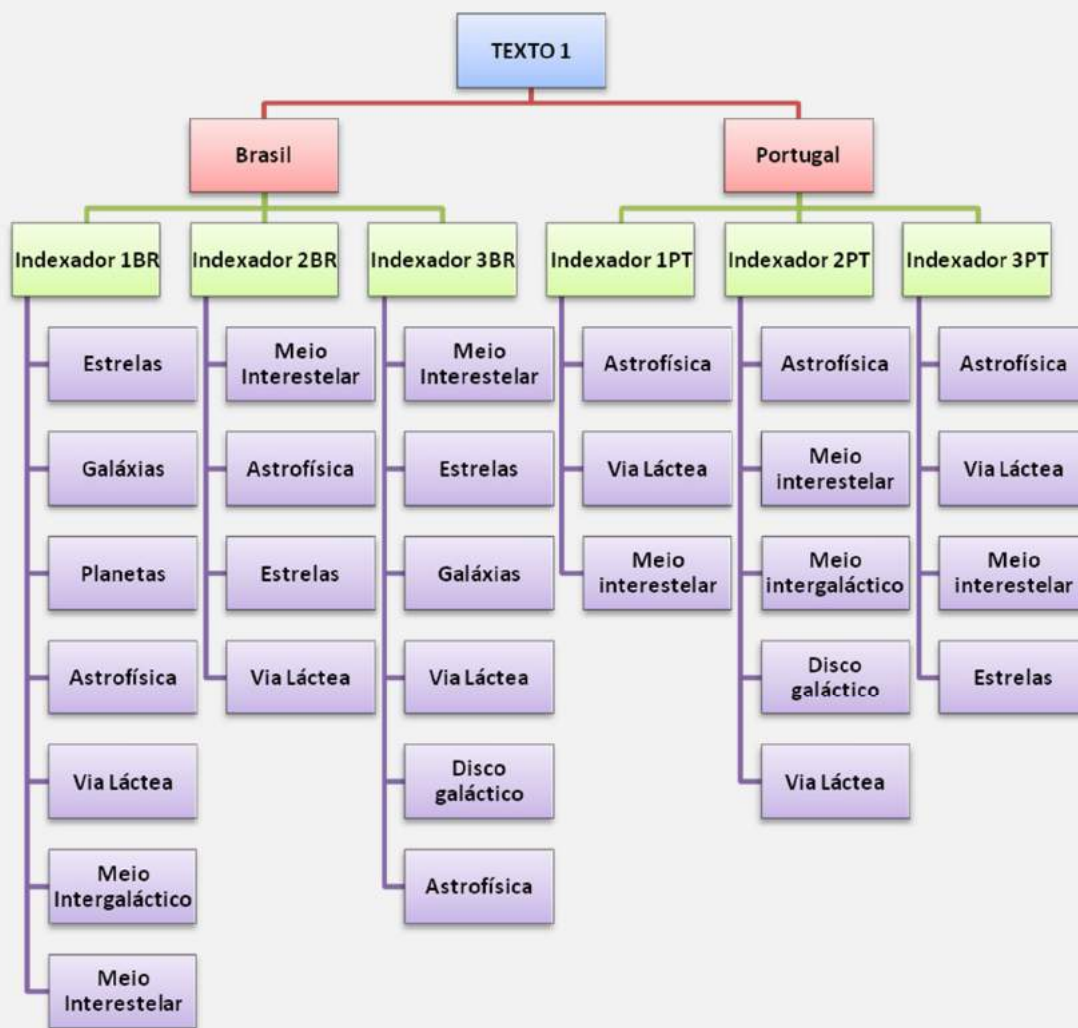 TEXTO 1
Brasil
Portugal
Indexador 1BR
Indexador 2BR
Indexador 3BR
Indexador 1PT
Indexador 2PT
Indexador 3PT
Estrelas
Galáxias
Planetas
Astrofísica
Via Láctea
Meio
Intergaláctico
Meio
Interestelar
Meio
Interestelar
Astrofísica
Estrelas
Via Láctea
Meio
Interestelar
Estrelas
Galáxias
Via Láctea
Disco
galáctico
Astrofísica
Astrofísica
Via Láctea
Meio
interestelar
Astrofísica
Meio
interestelar
Meio
intergaláctico
Disco
galáctico
Via Láctea
Astrofísica
Via Láctea
Meio
interestelar
Estrelas